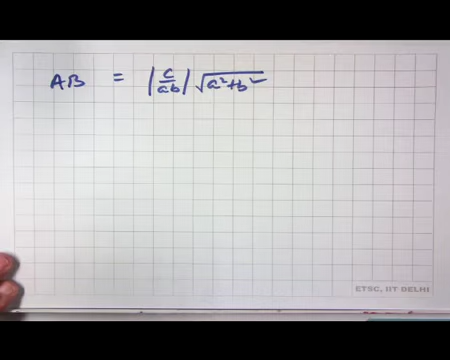 AB = |c/ab| √(a²+b²)
ETSC, IIT DELHI